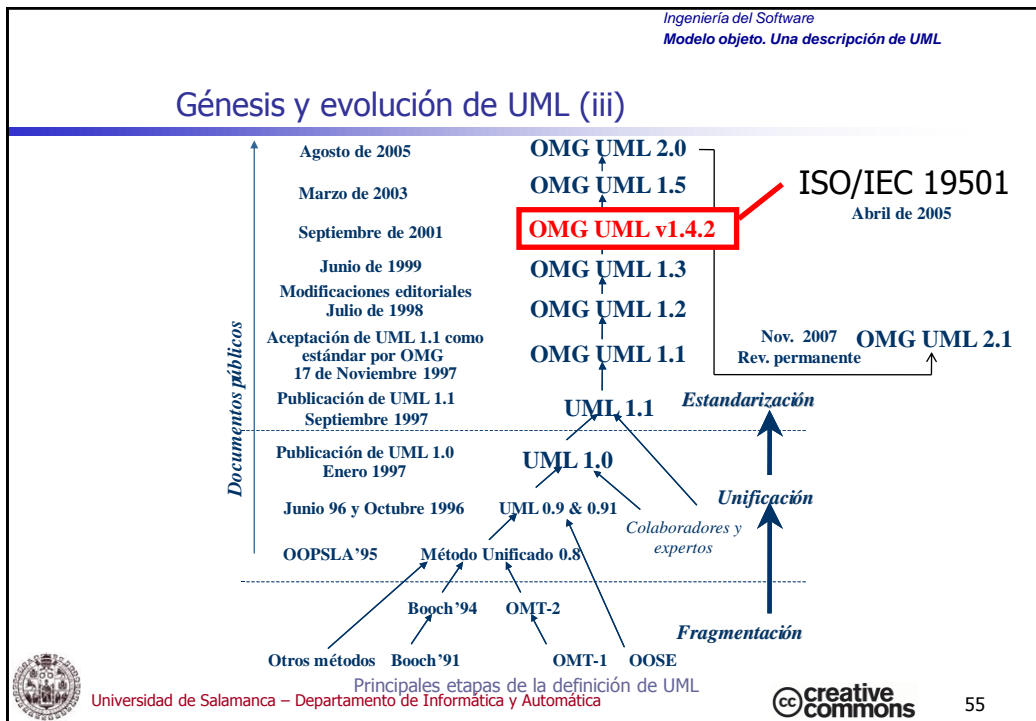 Ingeniería del Software
Modelo objeto. Una descripción de UML
Génesis y evolución de UML (iii)
Documentos públicos
Agosto de 2005
OMG UML 2.0
Marzo de 2003
OMG UML 1.5
ISO/IEC 19501
Abril de 2005
Septiembre de 2001
OMG UML v1.4.2
Junio de 1999
OMG UML 1.3
Modificaciones editoriales
Julio de 1998
OMG UML 1.2
Aceptación de UML 1.1 como
estándar por OMG
17 de Noviembre 1997
OMG UML 1.1
Nov. 2007
Rev. permanente
OMG UML 2.1
Publicación de UML 1.1
Septiembre 1997
UML 1.1
Estandarización
Publicación de UML 1.0
Enero 1997
UML 1.0
Unificación
Junio 96 y Octubre 1996
UML 0.9 & 0.91
Colaboradores y
expertos
OOPSLA’95
Método Unificado 0.8
Booch’94
OMT-2
Fragmentación
Otros métodos
Booch’91
OMT-1
OOSE
Principales etapas de la definición de UML
Universidad de Salamanca – Departamento de Informática y Automática
cc creative
commons
55